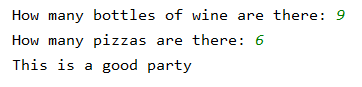 How many bottles of wine are there: 9
How many pizzas are there: 6
This is a good party